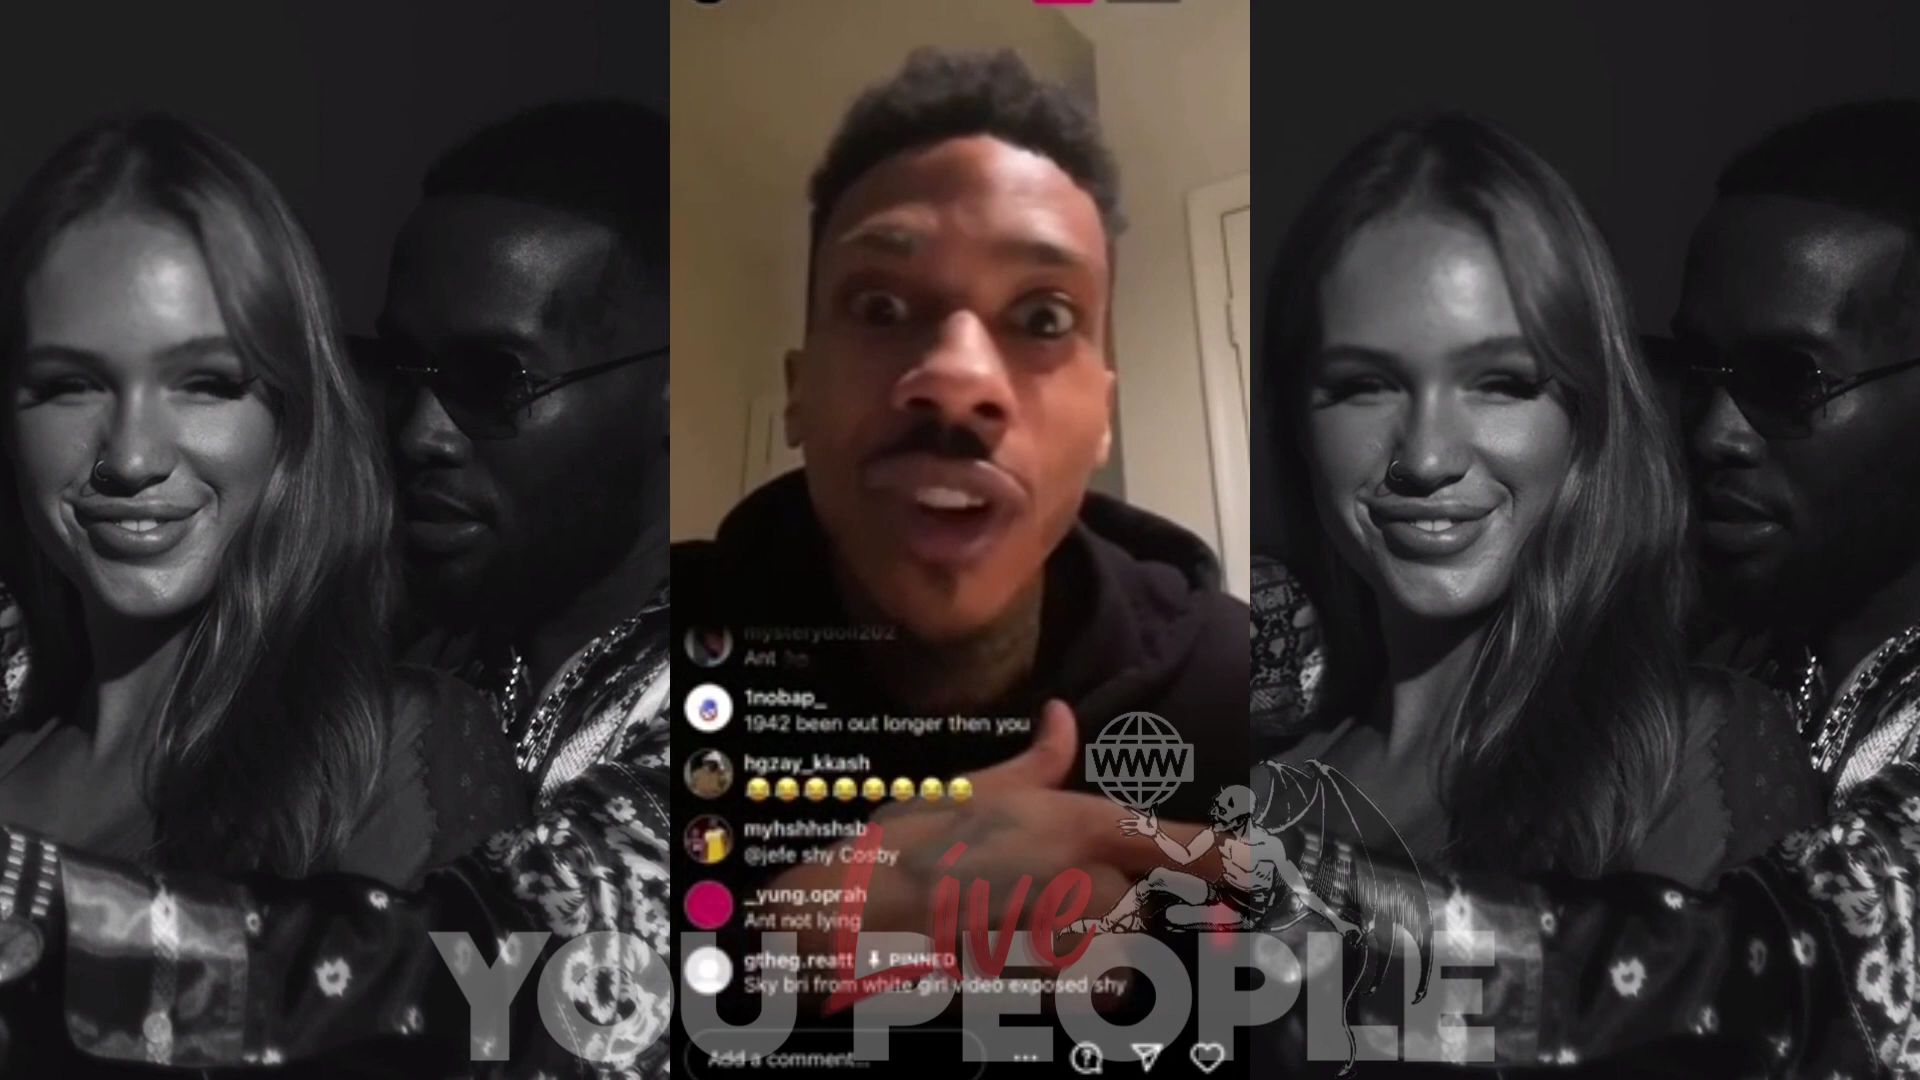 mysterydoll202
Ant
1nobap_
1942 been out longer then you
hgzay_kkash
😂😂😂😂😂😂😂😂
myhshhshsb
@jefe shy Cosby
_yung.oprah
Ant not lying
gtheg.reatt PINNED
Sky bri from white girl video exposed shy
Add a comment...
WWW
Live
YOU PEOPLE